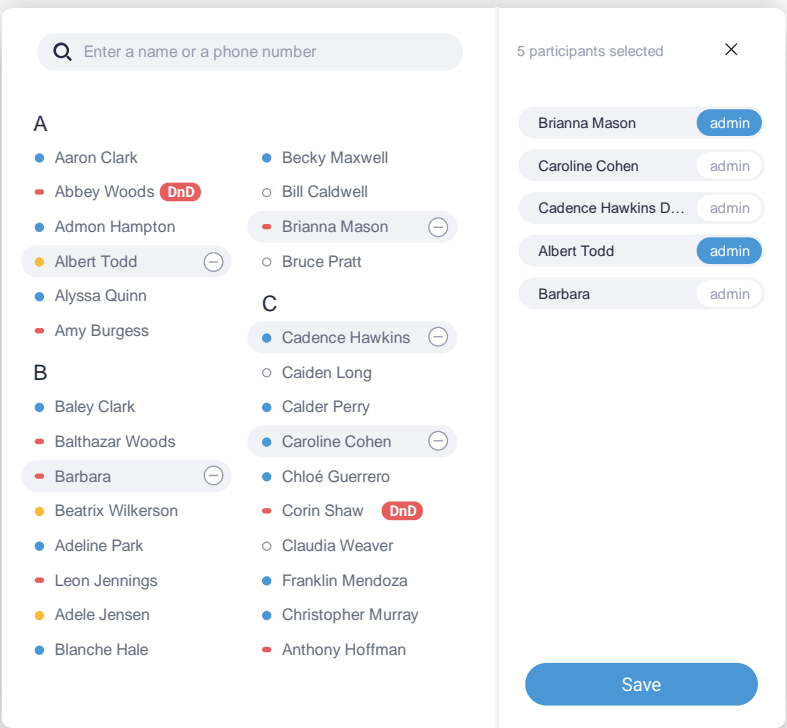 Enter a name or a phone number
A
Aaron Clark
Abbey Woods DnD
Admon Hampton
Albert Todd
Alyssa Quinn
Amy Burgess
B
Baley Clark
Balthazar Woods
Barbara
Beatrix Wilkerson
Adeline Park
Leon Jennings
Adele Jensen
Blanche Hale
Becky Maxwell
Bill Caldwell
Brianna Mason
Bruce Pratt
C
Cadence Hawkins
Caiden Long
Calder Perry
Caroline Cohen
Chloé Guerrero
Corin Shaw DnD
Claudia Weaver
Franklin Mendoza
Christopher Murray
Anthony Hoffman
5 participants selected
Brianna Mason admin
Caroline Cohen admin
Cadence Hawkins D... admin
Albert Todd admin
Barbara admin
Save